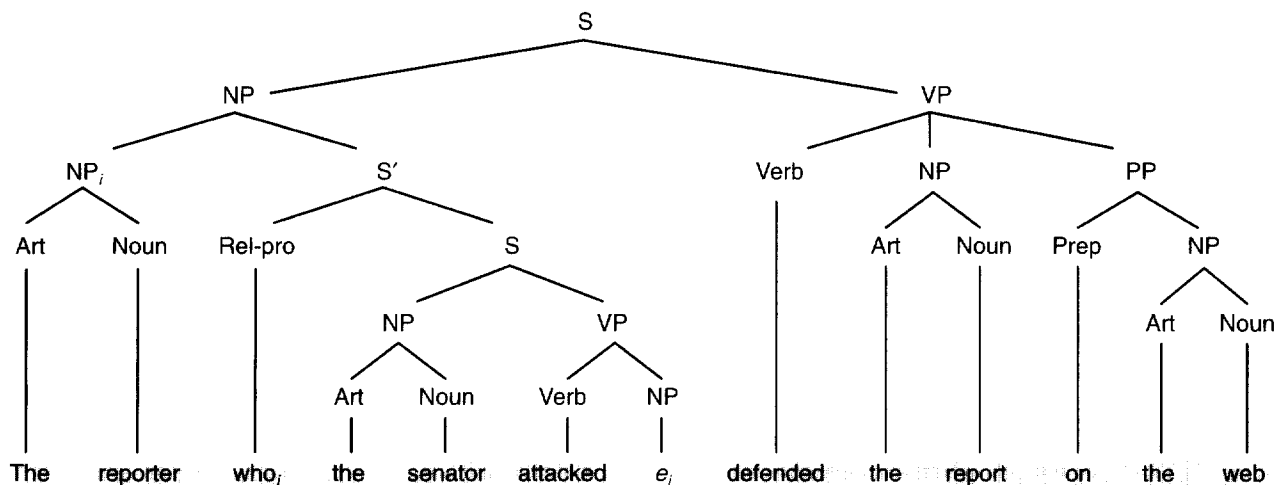 S
NP VP
NPi S′ Verb NP PP
Art Noun Rel-pro S Art Noun Prep NP
NP VP Art Noun
Art Noun Verb NP
The reporter whoi the senator attacked ei defended the report on the web